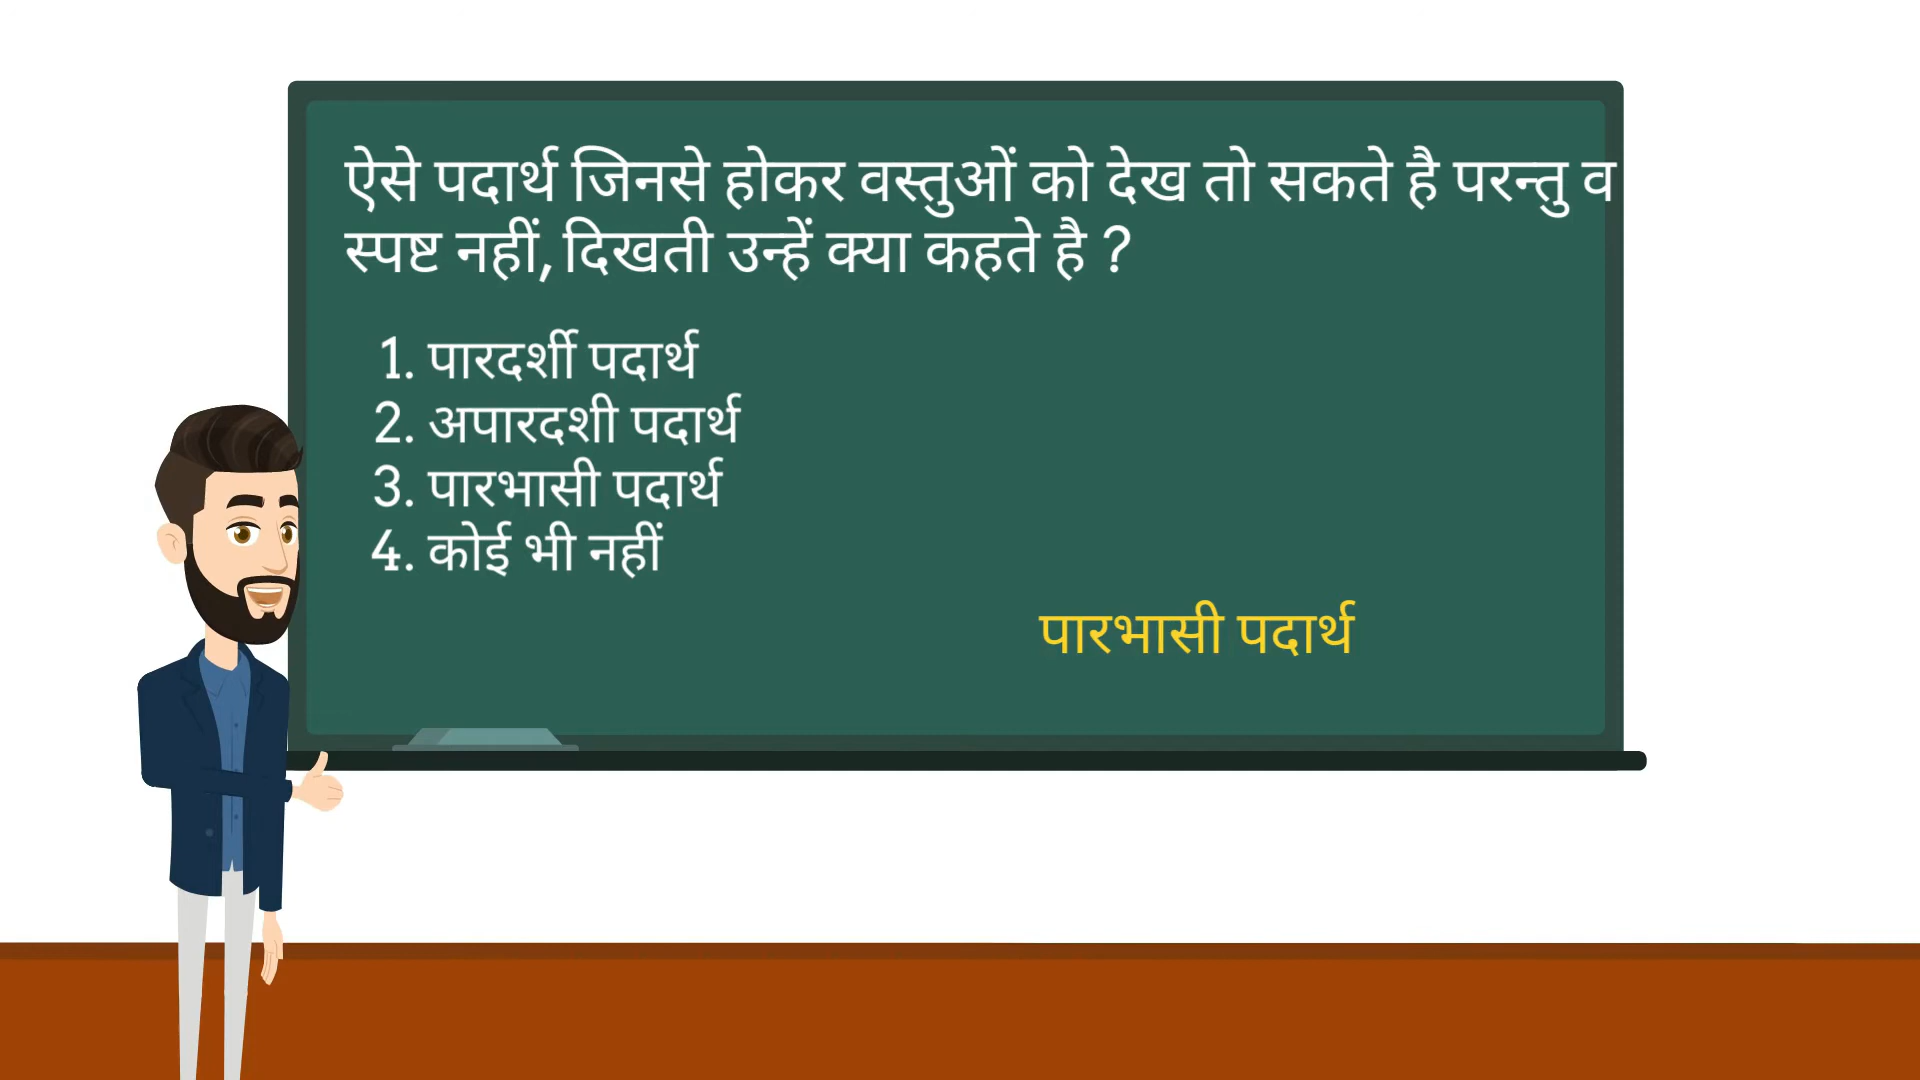 ऐसे पदार्थ जिनसे होकर वस्तुओं को देख तो सकते है परन्तु व
स्पष्ट नहीं, दिखती उन्हें क्या कहते है ?
1. पारदर्शी पदार्थ
2. अपारदशी पदार्थ
3. पारभासी पदार्थ
4. कोई भी नहीं
पारभासी पदार्थ